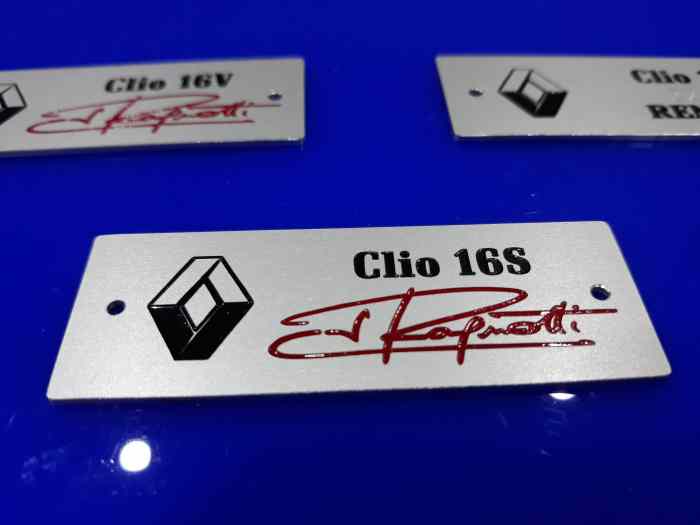 Clio 16V
J Ragnotti
Clio
Clio 16S
J Ragnotti